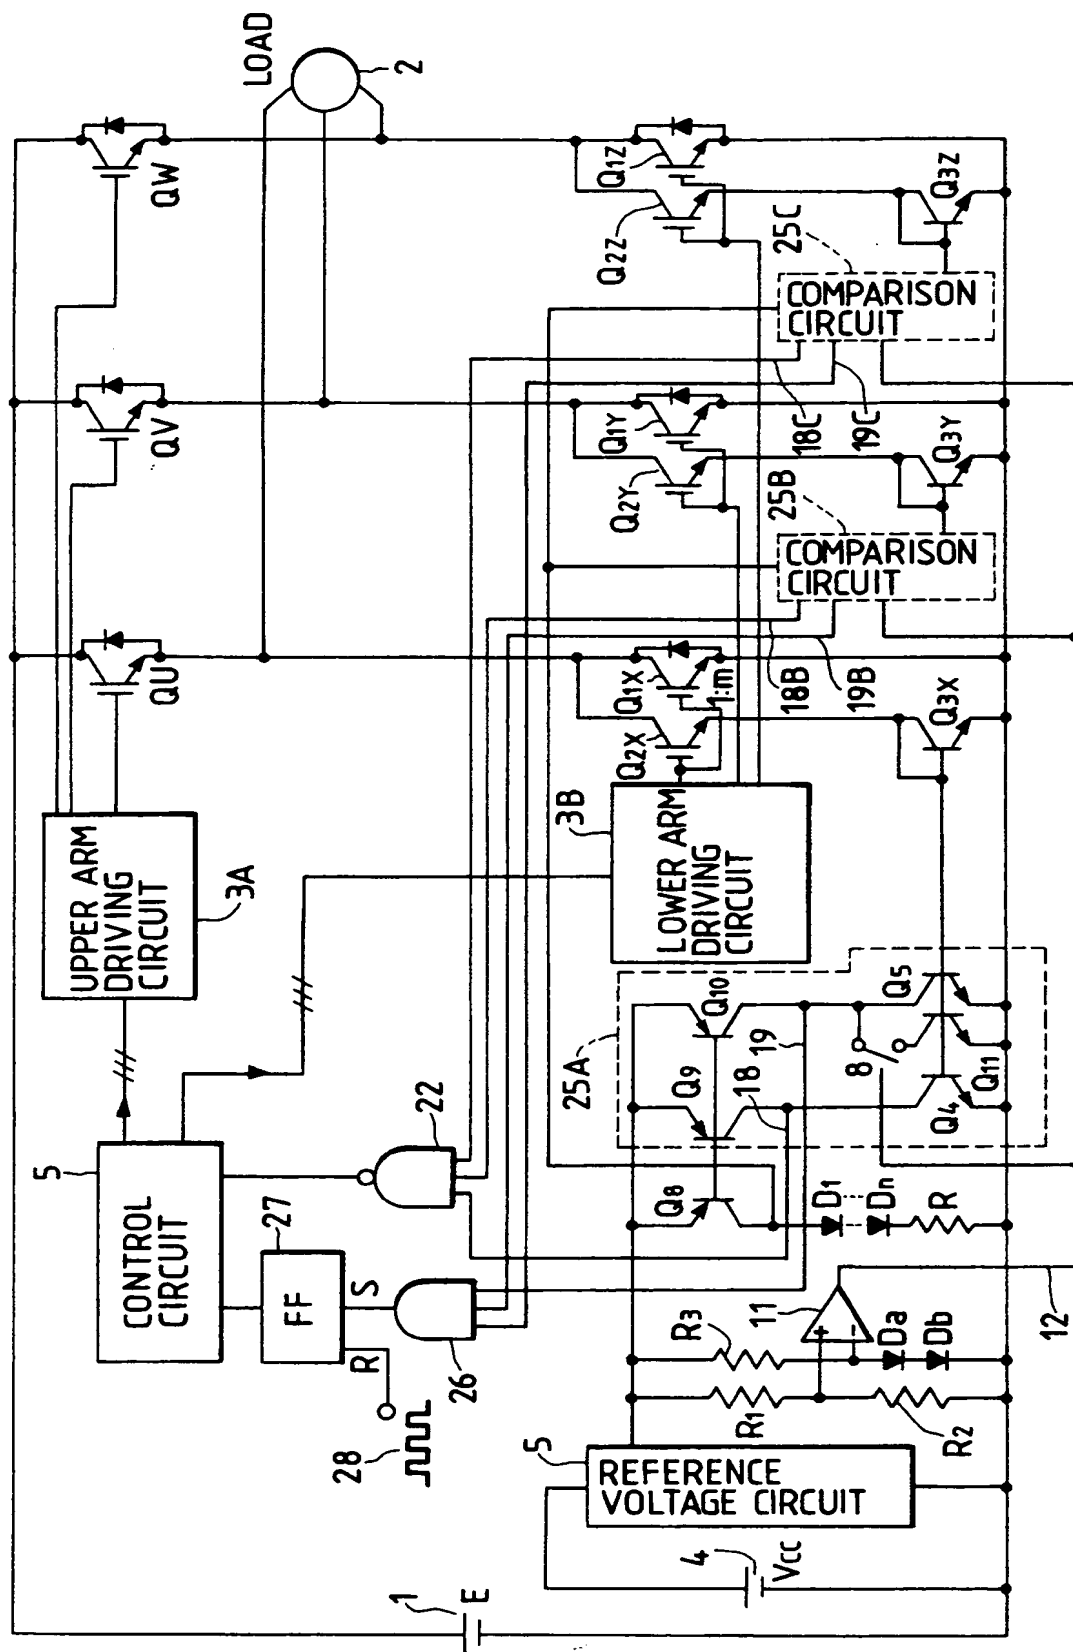 LOAD
2
QW
QV
QU
UPPER ARM
DRIVING
CIRCUIT
3A
5
CONTROL
CIRCUIT
27
FF
S
R
28
22
26
1
E
Q1Z
Q2Z
Q3Z
25C
COMPARISON
CIRCUIT
18C
19C
Q1Y
Q2Y
Q3Y
25B
COMPARISON
CIRCUIT
18B
19B
Q1X
1:m
Q2X
Q3X
3B
LOWER ARM
DRIVING
CIRCUIT
25A
Q10
Q9
Q8
19
18
8
Q5
Q11
Q4
D1
Dn
R
11
R3
Da
Db
12
R1
R2
5
REFERENCE
VOLTAGE CIRCUIT
4
VCC
+
-